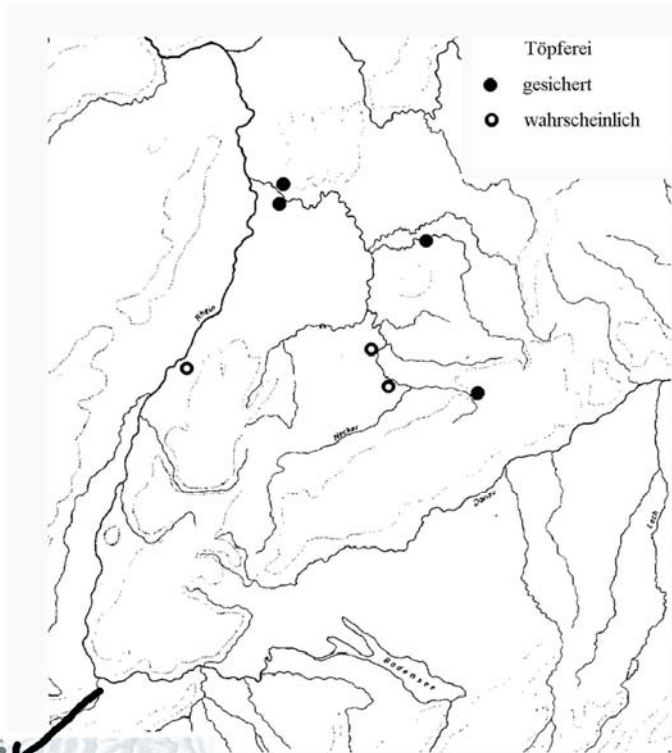 Töpferei
gesichert
wahrscheinlich
Rhein
Neckar
Donau
Lech
Bodensee